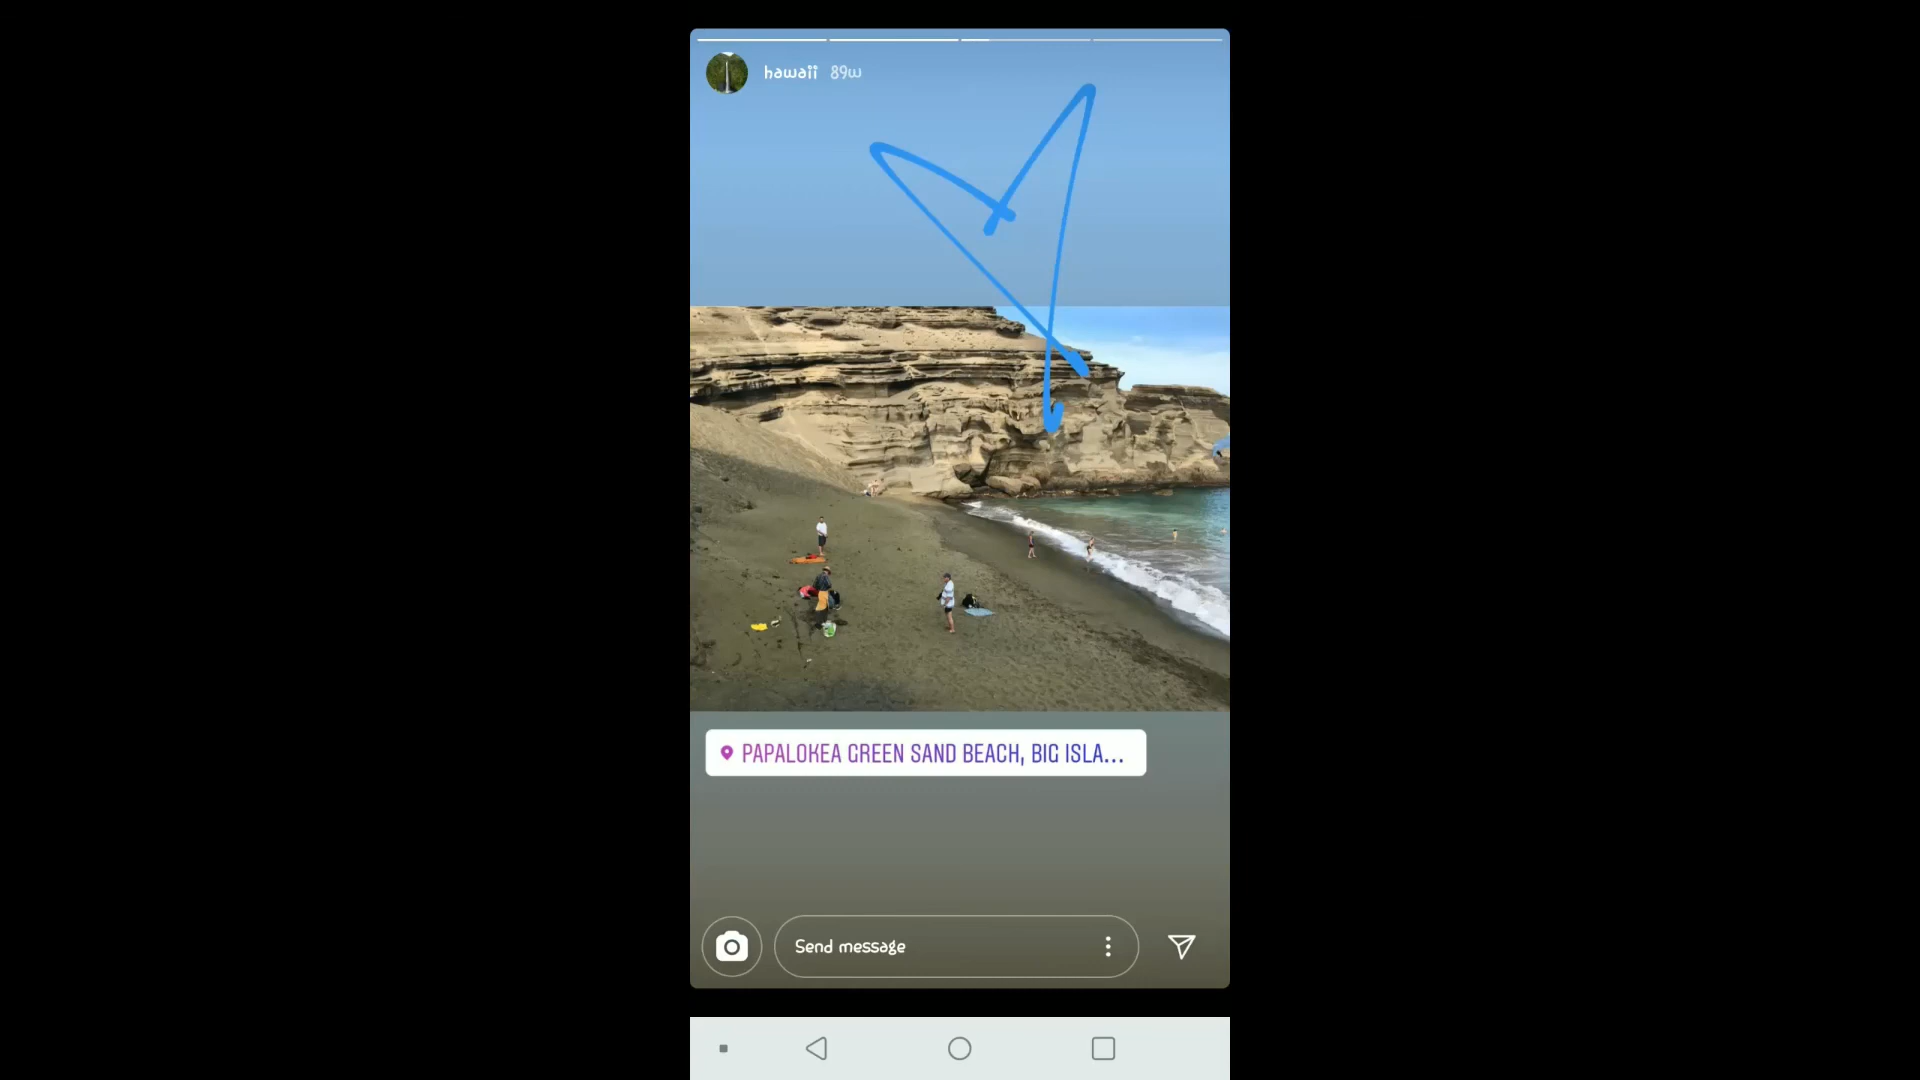 hawaii 89w
PAPALOKEA GREEN SAND BEACH, BIG ISLA...
Send message